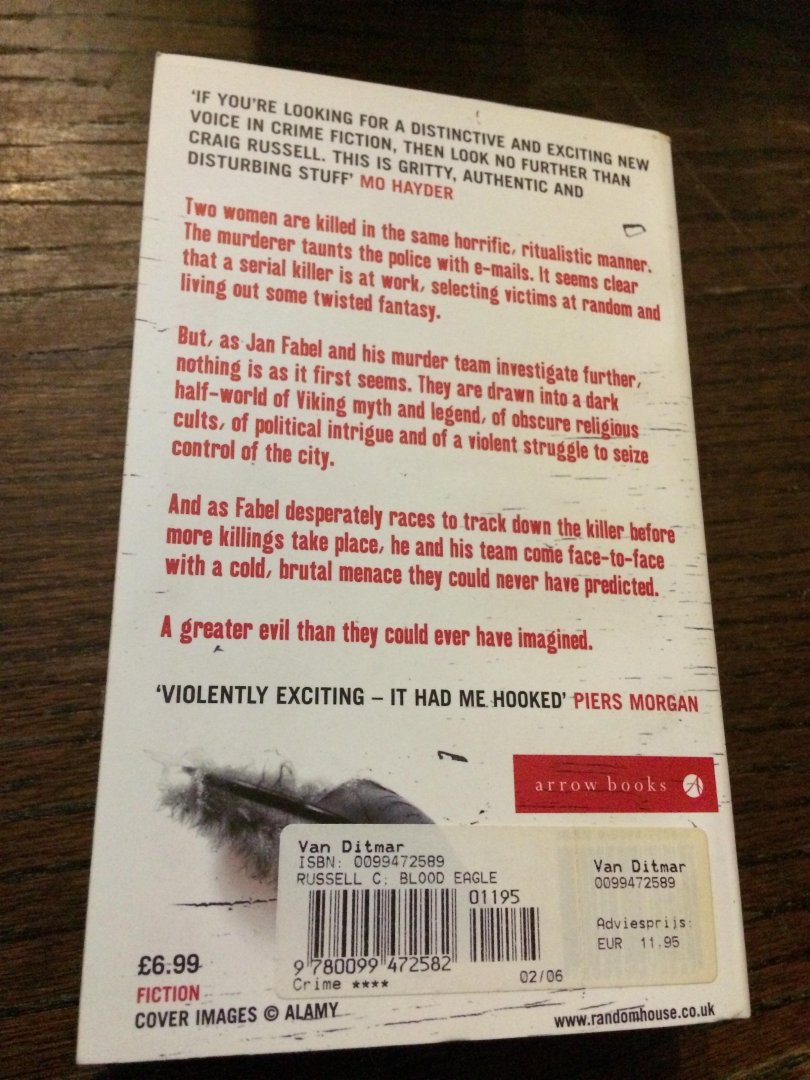 ‘IF YOU'RE LOOKING FOR A DISTINCTIVE AND EXCITING NEW
VOICE IN CRIME FICTION, THEN LOOK NO FURTHER THAN
CRAIG RUSSELL. THIS IS GRITTY, AUTHENTIC AND
DISTURBING STUFF’ MO HAYDER
Two women are killed in the same horrific, ritualistic manner.
The murderer taunts the police with e-mails. It seems clear
that a serial killer is at work, selecting victims at random and
living out some twisted fantasy.
But, as Jan Fabel and his murder team investigate further,
nothing is as it first seems. They are drawn into a dark
half-world of Viking myth and legend, of obscure religious
cults, of political intrigue and of a violent struggle to seize
control of the city.
And as Fabel desperately races to track down the killer before
more killings take place, he and his team come face-to-face
with a cold, brutal menace they could never have predicted.
A greater evil than they could ever have imagined.
‘VIOLENTLY EXCITING – IT HAD ME HOOKED’ PIERS MORGAN
arrow books
Van Ditmar
ISBN: 0099472589
RUSSELL C; BLOOD EAGLE
01195
9 780099 472582
Crime ****
02/06
Van Ditmar
0099472589
Adviesprijs:
EUR 11.95
£6.99
FICTION
COVER IMAGES © ALAMY
www.randomhouse.co.uk